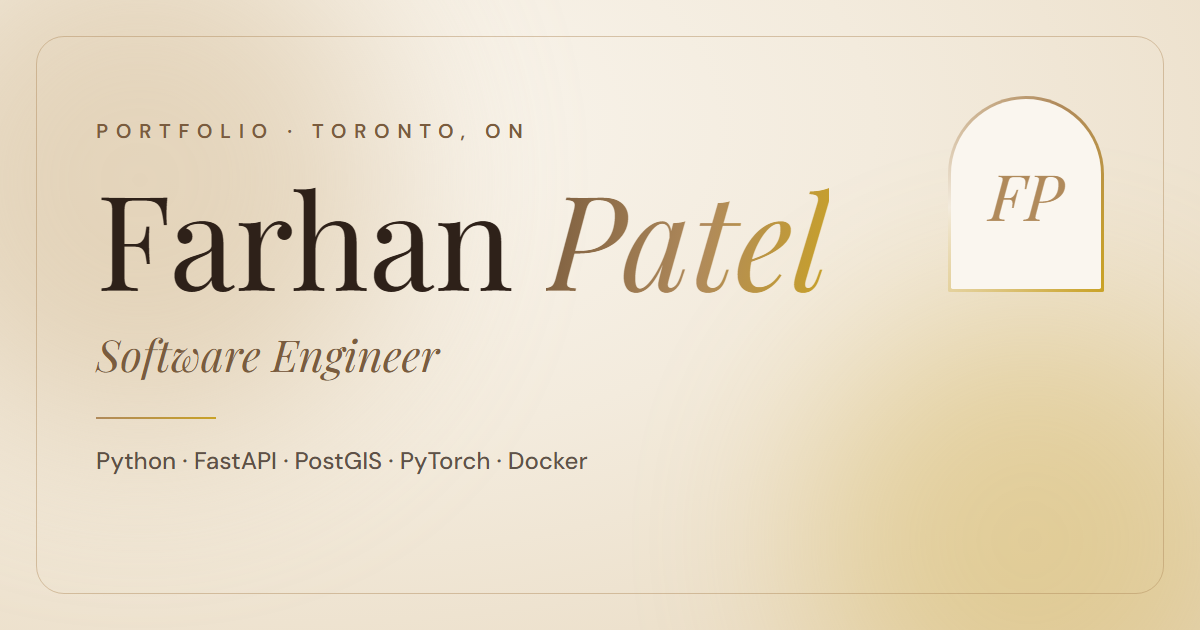 PORTFOLIO · TORONTO, ON
Farhan Patel
FP
Software Engineer
Python · FastAPI · PostGIS · PyTorch · Docker